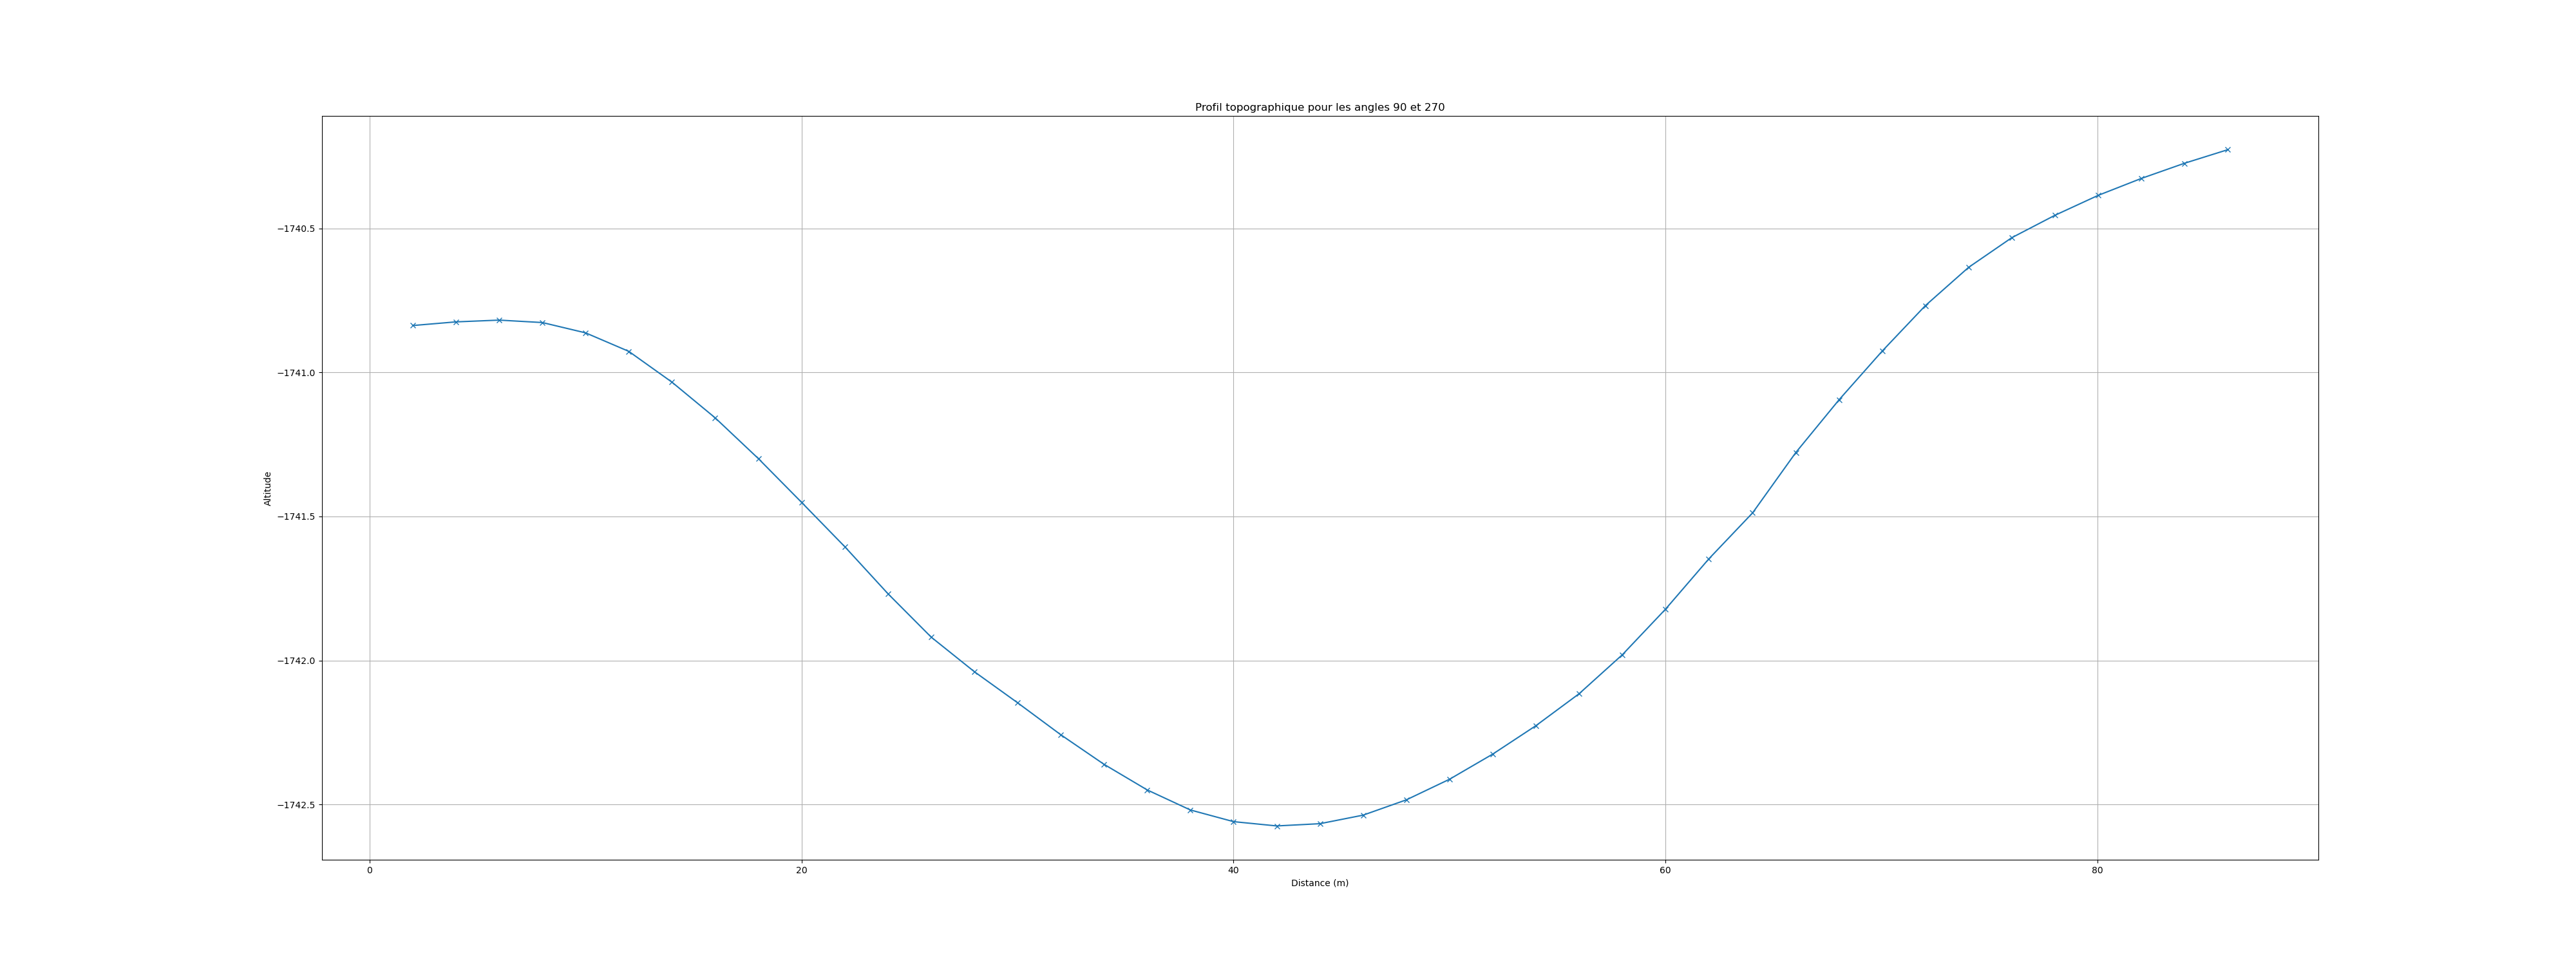 Profil topographique pour les angles 90 et 270
Altitude
−1740.5
−1741.0
−1741.5
−1742.0
−1742.5
0 20 40 60 80
Distance (m)